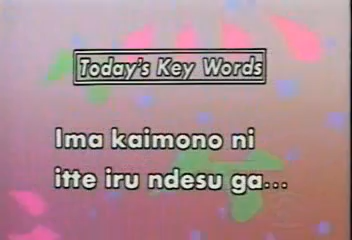 Today's Key Words
Ima kaimono ni
itte iru ndesu ga...